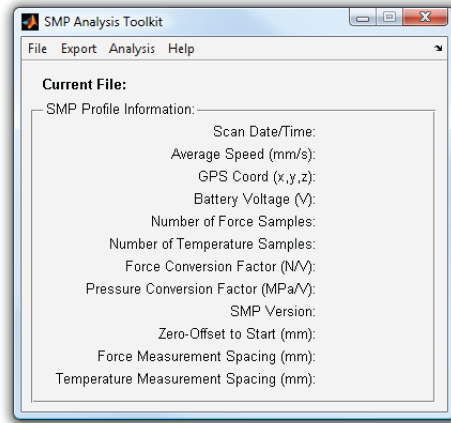 SMP Analysis Toolkit
File Export Analysis Help
Current File:
SMP Profile Information:
Scan Date/Time:
Average Speed (mm/s):
GPS Coord (x,y,z):
Battery Voltage (V):
Number of Force Samples:
Number of Temperature Samples:
Force Conversion Factor (N/V):
Pressure Conversion Factor (MPa/V):
SMP Version:
Zero-Offset to Start (mm):
Force Measurement Spacing (mm):
Temperature Measurement Spacing (mm):